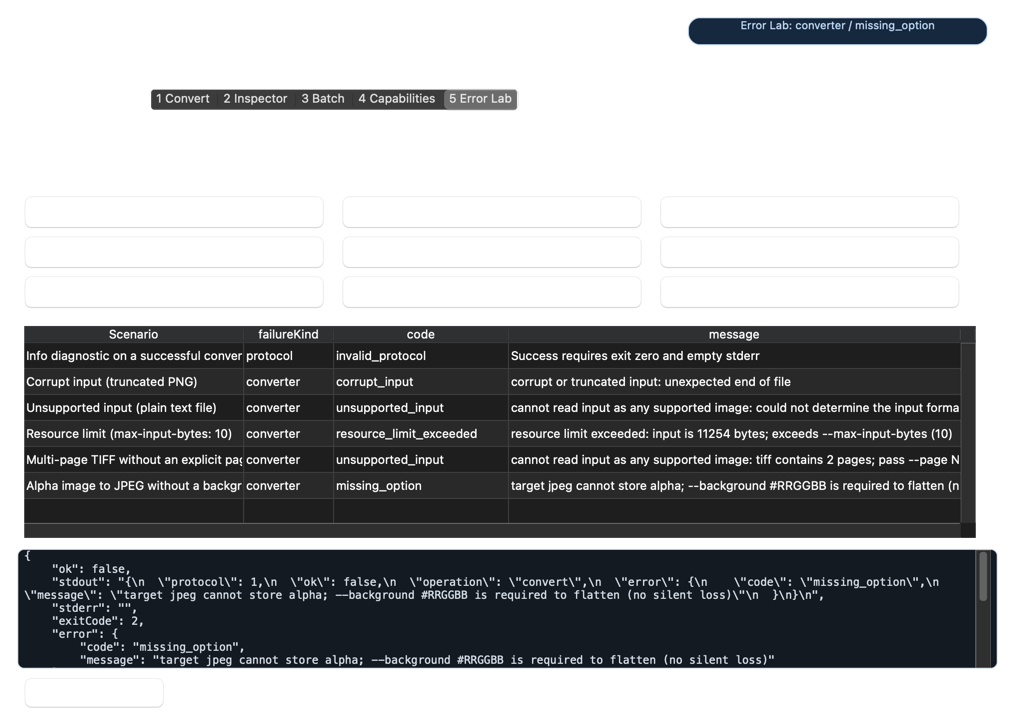 Error Lab: converter / missing_option
1 Convert 2 Inspector 3 Batch 4 Capabilities 5 Error Lab
Scenario failureKind code message
Info diagnostic on a successful conver protocol invalid_protocol Success requires exit zero and empty stderr
Corrupt input (truncated PNG) converter corrupt_input corrupt or truncated input: unexpected end of file
Unsupported input (plain text file) converter unsupported_input cannot read input as any supported image: could not determine the input forma
Resource limit (max-input-bytes: 10) converter resource_limit_exceeded resource limit exceeded: input is 11254 bytes; exceeds --max-input-bytes (10)
Multi-page TIFF without an explicit pag converter unsupported_input cannot read input as any supported image: tiff contains 2 pages; pass --page N
Alpha image to JPEG without a backgr converter missing_option target jpeg cannot store alpha; --background #RRGGBB is required to flatten (n
{
    "ok": false,
    "stdout": "{\n  \"protocol\": 1,\n  \"ok\": false,\n  \"operation\": \"convert\",\n  \"error\": {\n    \"code\": \"missing_option\",\n
\"message\": \"target jpeg cannot store alpha; --background #RRGGBB is required to flatten (no silent loss)\"\n  }\n}\n",
    "stderr": "",
    "exitCode": 2,
    "error": {
        "code": "missing_option",
        "message": "target jpeg cannot store alpha; --background #RRGGBB is required to flatten (no silent loss)"